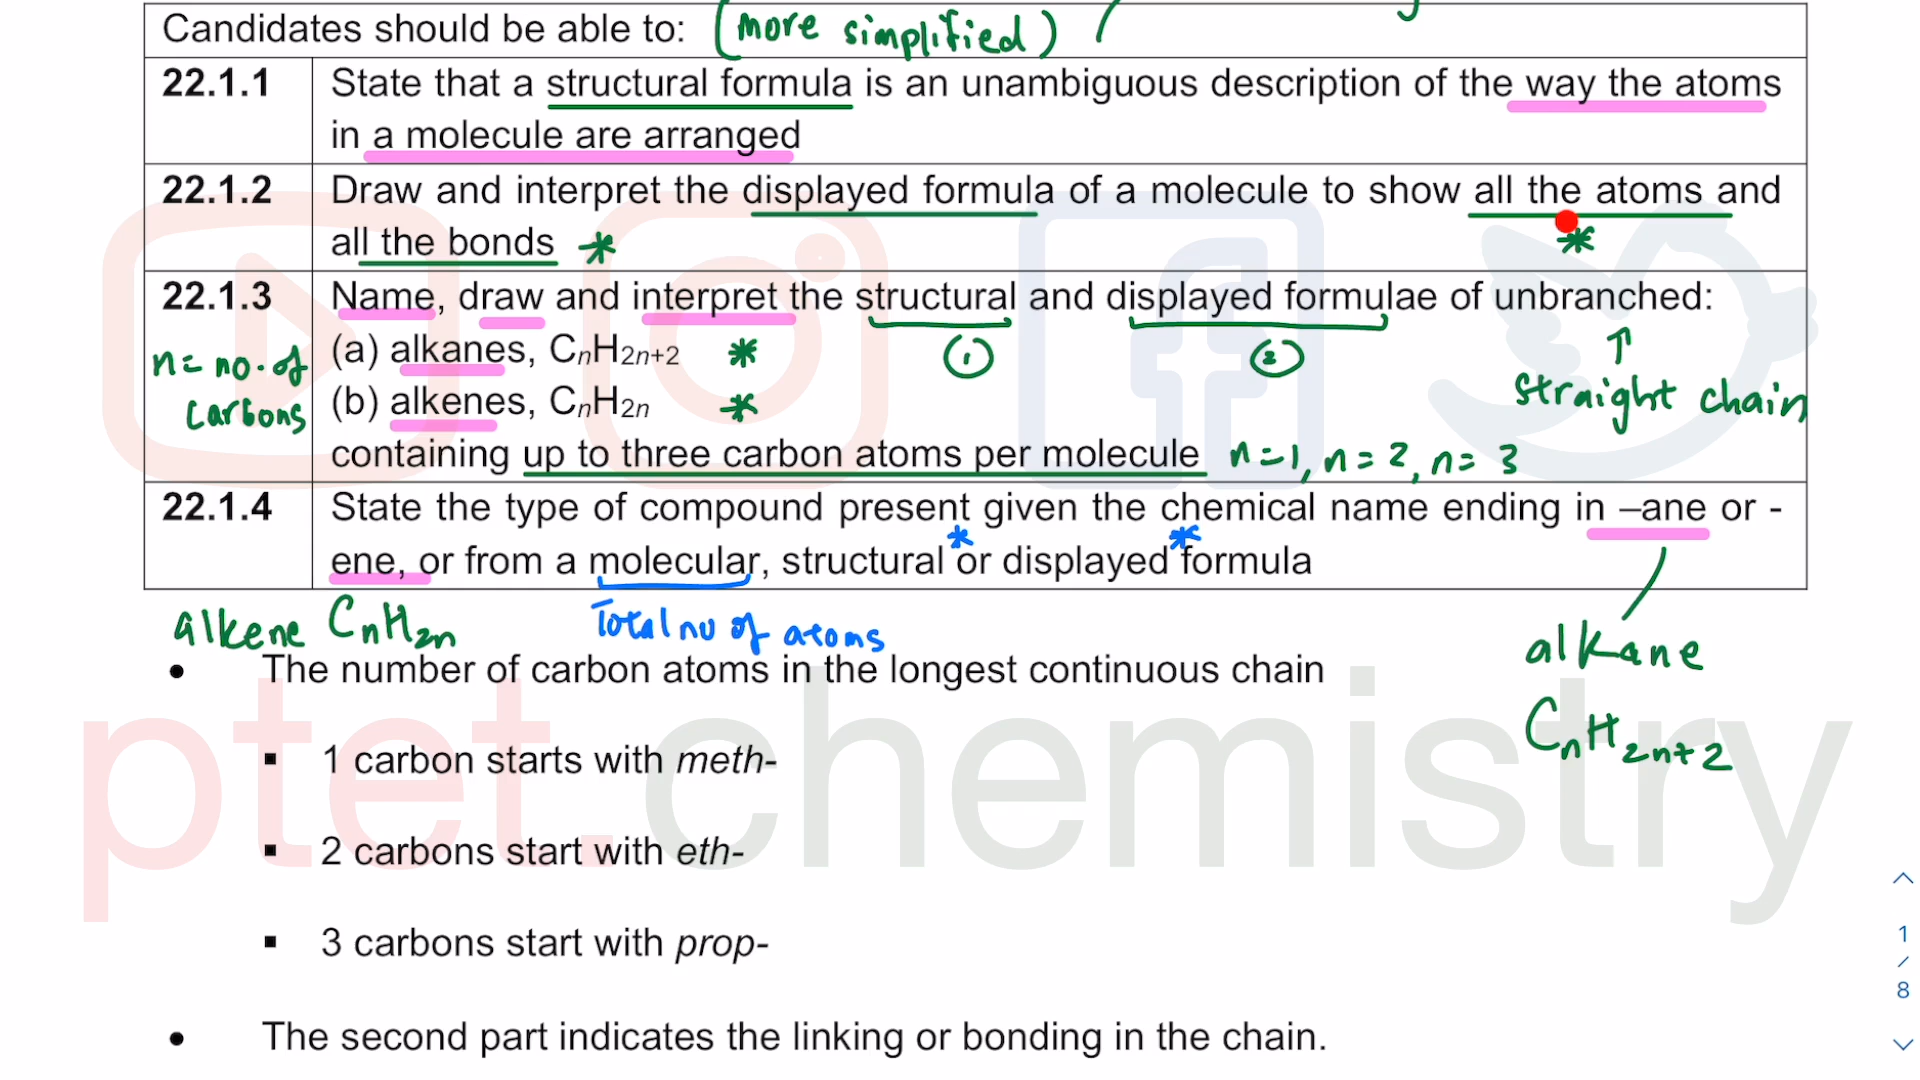 Candidates should be able to: (more simplified) (
22.1.1 State that a structural formula is an unambiguous description of the way the atoms
in a molecule are arranged
22.1.2 Draw and interpret the displayed formula of a molecule to show all the atoms and
all the bonds *
*
22.1.3 Name, draw and interpret the structural and displayed formulae of unbranched:
n= no. of (a) alkanes, CnH2n+2 * ① ② ↑
carbons (b) alkenes, CnH2n * straight chain
containing up to three carbon atoms per molecule n=1, n=2, n=3
22.1.4 State the type of compound present given the chemical name ending in –ane or -
* *
ene, or from a molecular, structural or displayed formula
alkene CnH2n Total no of atoms alkane
• The number of carbon atoms in the longest continuous chain
CnH2n+2
▪ 1 carbon starts with meth-
ptet.chemistry
▪ 2 carbons start with eth-
▪ 3 carbons start with prop-
1
/
8
• The second part indicates the linking or bonding in the chain.